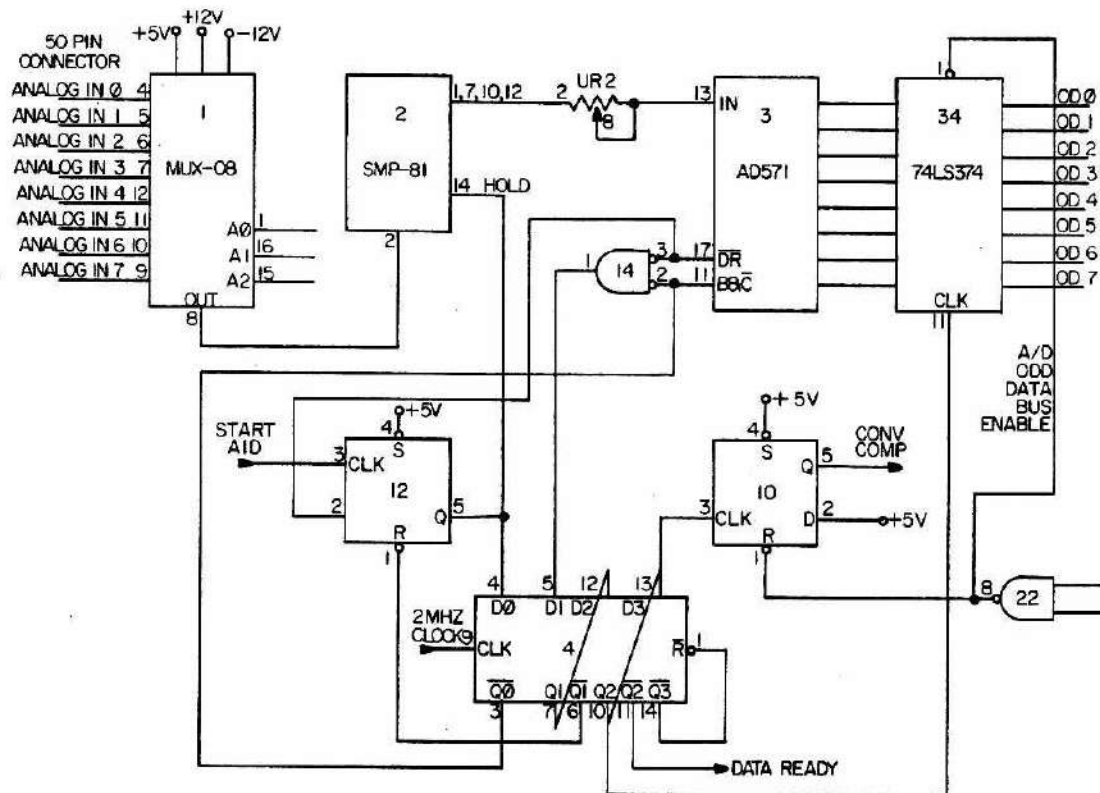 +5V +12V -12V
50 PIN
CONNECTOR
ANALOG IN 0 4
ANALOG IN 1 5
ANALOG IN 2 6
ANALOG IN 3 7
ANALOG IN 4 12
ANALOG IN 5 11
ANALOG IN 6 10
ANALOG IN 7 9
1
MUX-08
A0 1
A1 16
A2 15
OUT
8
2
SMP-81
1,7,10,12
14 HOLD
2
2 UR2 8
13 IN
3
AD571
17 DR
11 B&C
3
2
14
1
1
34
74LS374
CLK
11
OD 0
OD 1
OD 2
OD 3
OD 4
OD 5
OD 6
OD 7
A/D
ODD
DATA
BUS
ENABLE
START
A1D
+5V
4
S
3 CLK
12
2
Q 5
R
1
+5V
4
S
3 CLK
10
Q 5
D 2
+5V
R
1
CONV
COMP
8
22
4 5 12 13
D0 D1 D2 D3
2MHZ
CLOCK 9 CLK
4
R 1
Q0 Q1 Q1 Q2 Q2 Q3
3 7 6 10 11 14
DATA READY